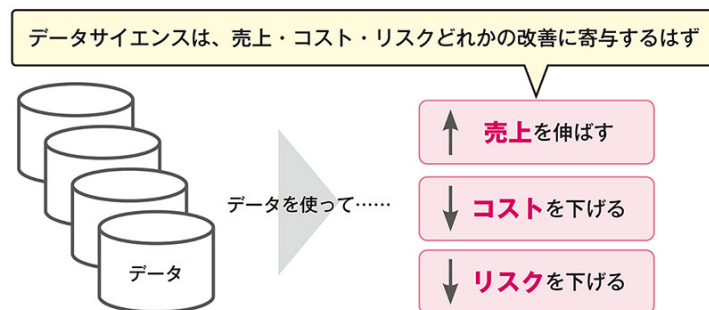 データサイエンスは、売上・コスト・リスクどれかの改善に寄与するはず
売上を伸ばす
データを使って……
コストを下げる
データ
リスクを下げる